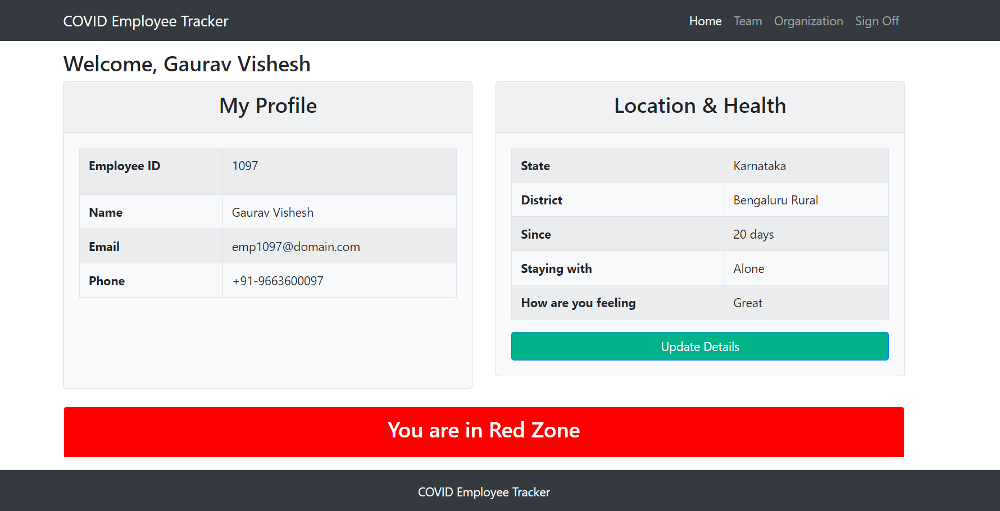 COVID Employee Tracker
Home Team Organization Sign Off
Welcome, Gaurav Vishesh
My Profile
Employee ID 1097
Name Gaurav Vishesh
Email emp1097@domain.com
Phone +91-9663600097
Location & Health
State Karnataka
District Bengaluru Rural
Since 20 days
Staying with Alone
How are you feeling Great
Update Details
You are in Red Zone
COVID Employee Tracker